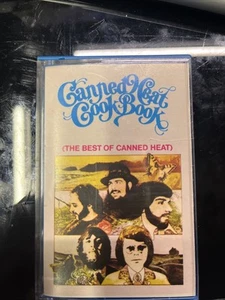 Canned Heat
Cook Book
(THE BEST OF CANNED HEAT)